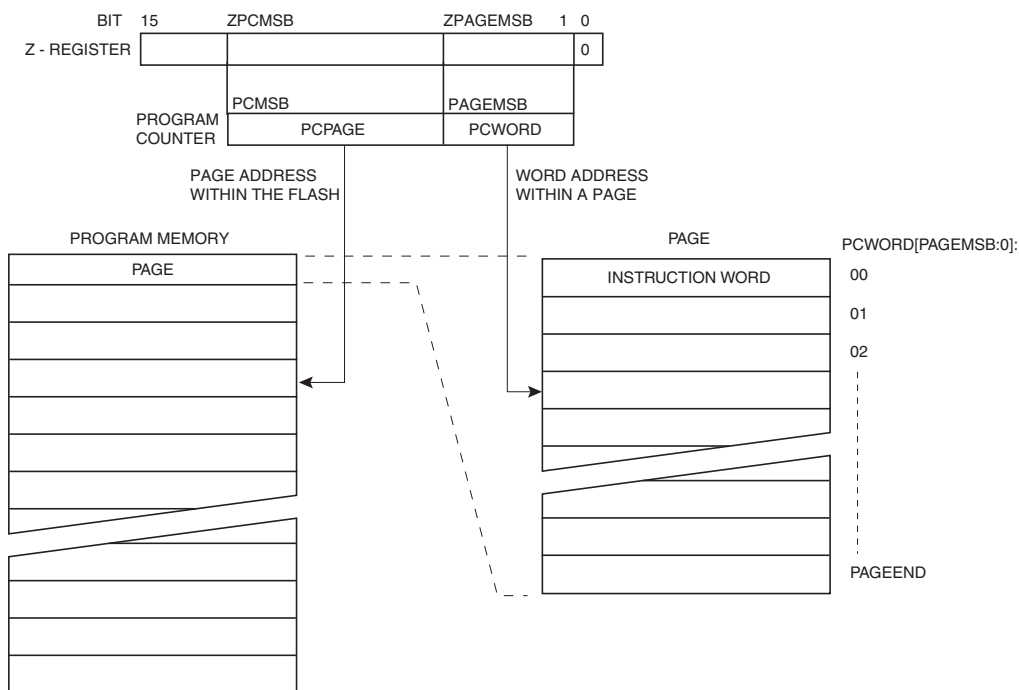 BIT 15 ZPCMSB ZPAGEMSB 1 0
Z - REGISTER 0
PCMSB PAGEMSB
PROGRAM
COUNTER
PCPAGE PCWORD
PAGE ADDRESS
WITHIN THE FLASH
WORD ADDRESS
WITHIN A PAGE
PROGRAM MEMORY
PAGE
PAGE
PCWORD[PAGEMSB:0]:
INSTRUCTION WORD 00
01
02
PAGEEND